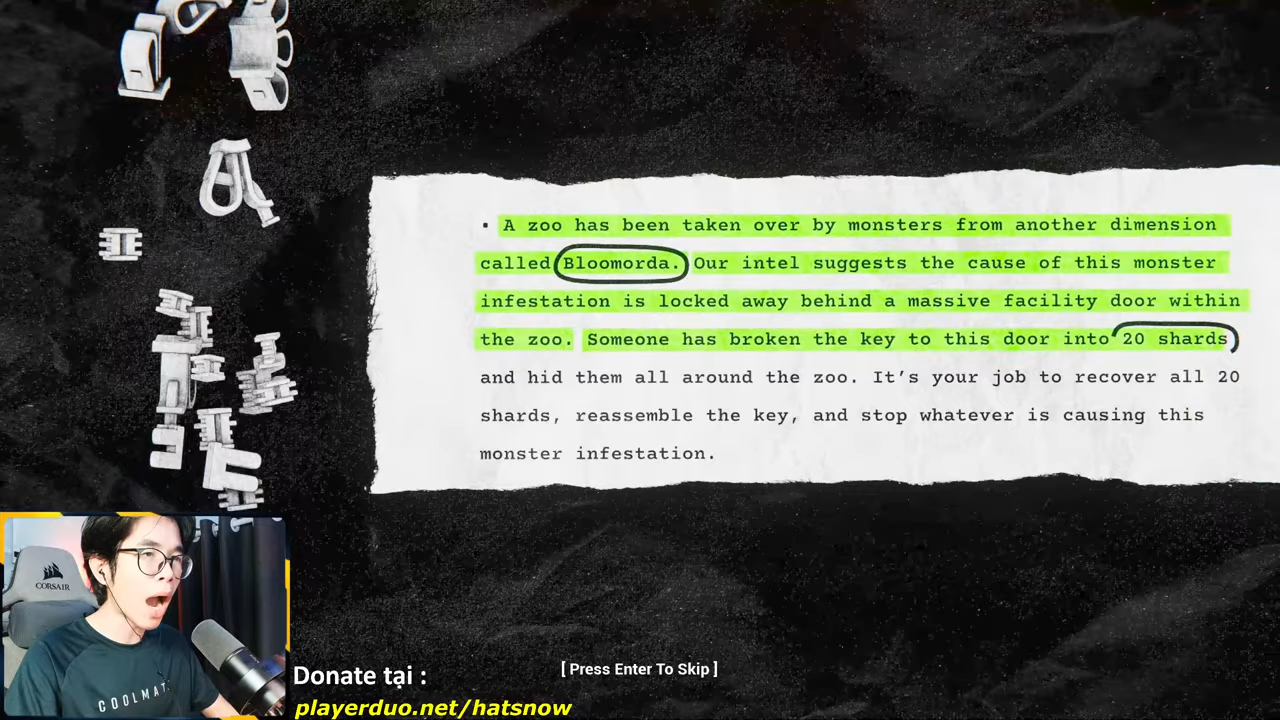 • A zoo has been taken over by monsters from another dimension
called Bloomorda. Our intel suggests the cause of this monster
infestation is locked away behind a massive facility door within
the zoo. Someone has broken the key to this door into 20 shards
and hid them all around the zoo. It’s your job to recover all 20
shards, reassemble the key, and stop whatever is causing this
monster infestation.
CORSAIR
COOLMAT
Donate tại :
[ Press Enter To Skip ]
playerduo.net/hatsnow